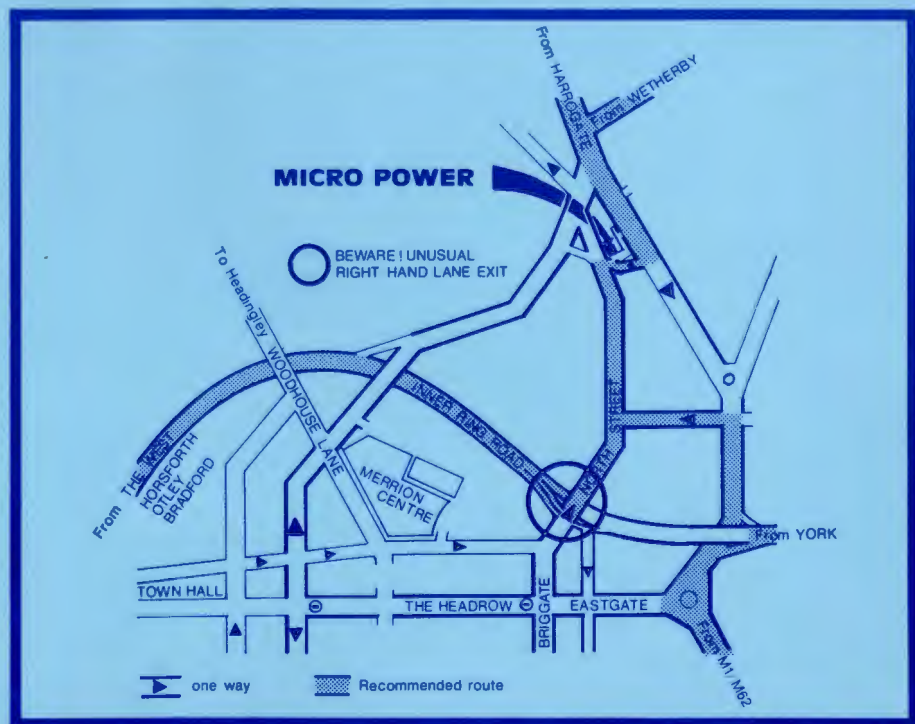 From HARROGATE
From WETHERBY
MICRO POWER
BEWARE! UNUSUAL
RIGHT HAND LANE EXIT
To Headingley
WOODHOUSE LANE
INNER RING ROAD
NORTH STREET
From THE WEST
HORSFORTH
OTLEY
BRADFORD
MERRION
CENTRE
From YORK
TOWN HALL
THE HEADROW
BRIGGATE
EASTGATE
From M1/M62
one way
Recommended route